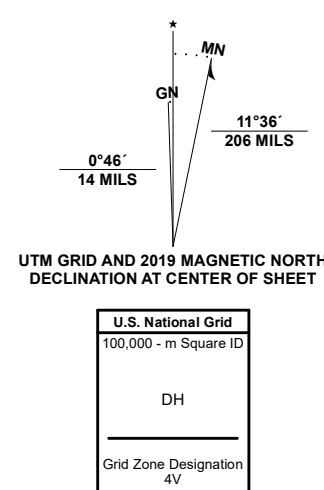 ★
MN
GN
11°36´
206 MILS
0°46´
14 MILS
UTM GRID AND 2019 MAGNETIC NORTH
DECLINATION AT CENTER OF SHEET
U.S. National Grid
100,000 - m Square ID
DH
Grid Zone Designation
4V